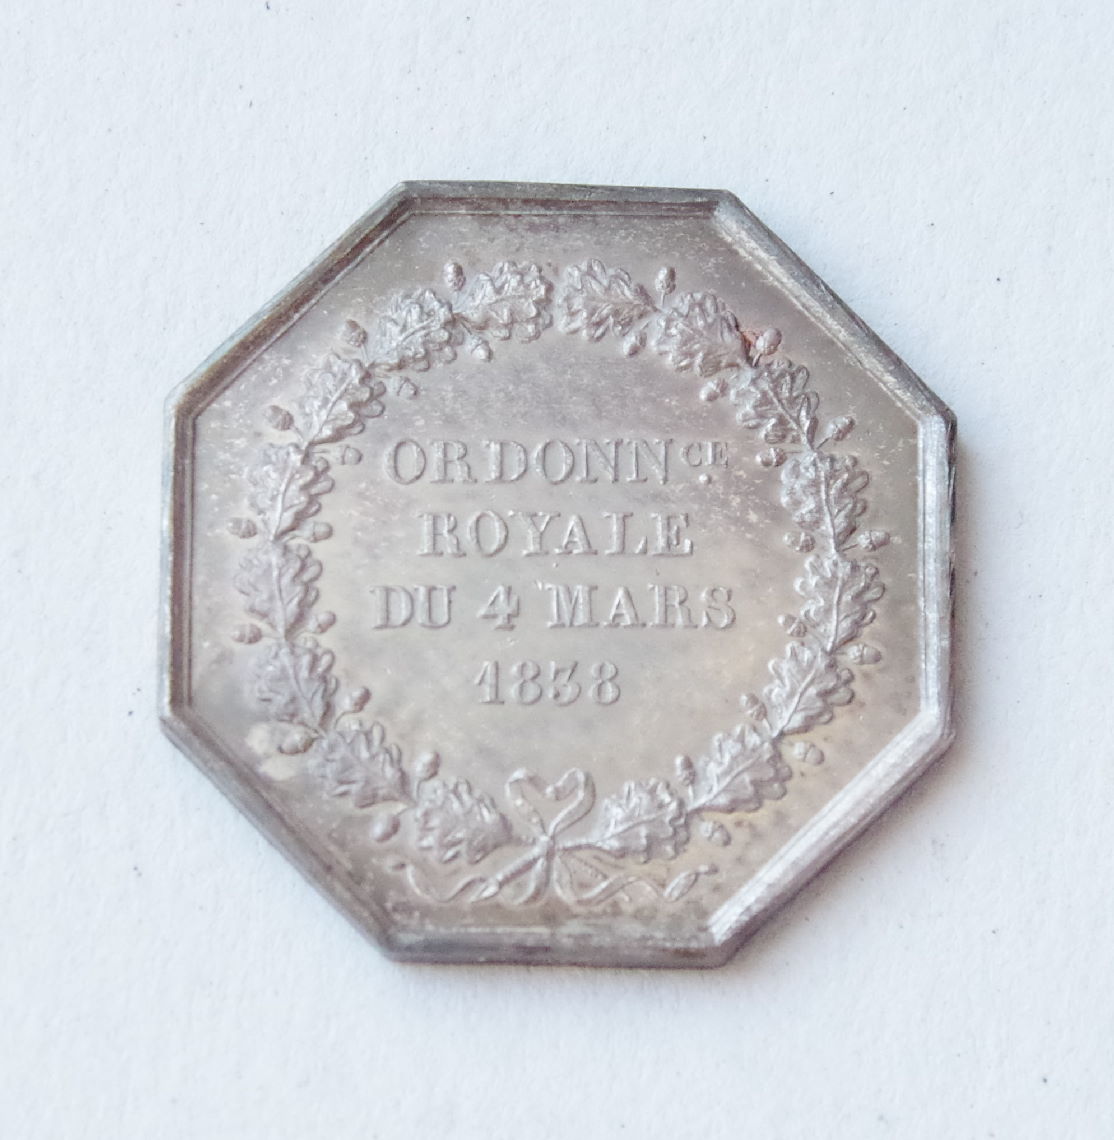 ORDONNCE.
ROYALE
DU 4 MARS
1838